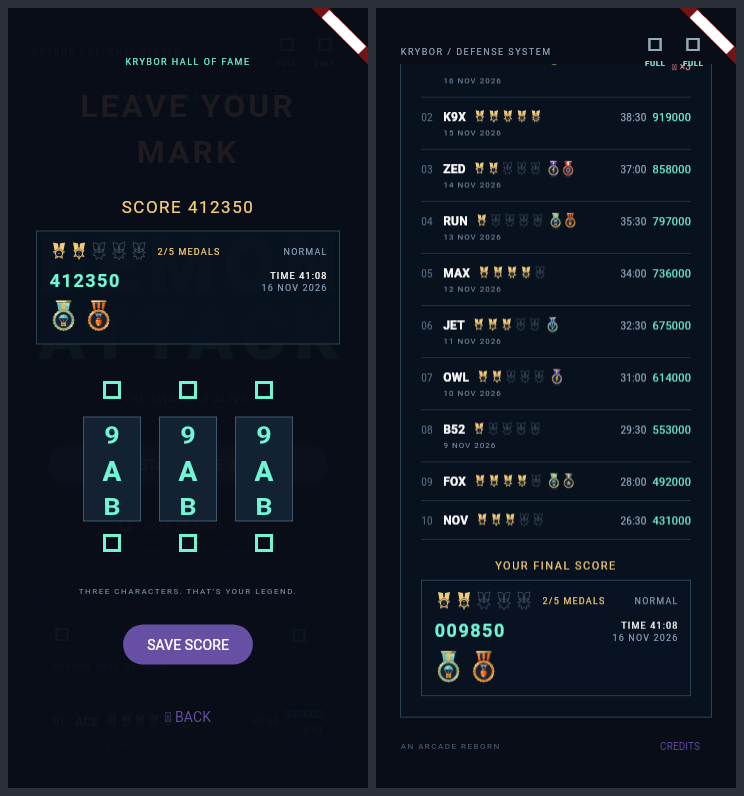 KRYBOR HALL OF FAME
LEAVE YOUR
MARK
SCORE 412350
2/5 MEDALS NORMAL
412350
TIME 41:08
16 NOV 2026
9 9 9
A A A
B B B
THREE CHARACTERS. THAT'S YOUR LEGEND.
SAVE SCORE
BACK
KRYBOR / DEFENSE SYSTEM
FULL FULL
×5
16 NOV 2026
02 K9X 38:30 919000
15 NOV 2026
03 ZED 37:00 858000
14 NOV 2026
04 RUN 35:30 797000
13 NOV 2026
05 MAX 34:00 736000
12 NOV 2026
06 JET 32:30 675000
11 NOV 2026
07 OWL 31:00 614000
10 NOV 2026
08 B52 29:30 553000
9 NOV 2026
09 FOX 28:00 492000
10 NOV 26:30 431000
YOUR FINAL SCORE
2/5 MEDALS NORMAL
009850
TIME 41:08
16 NOV 2026
AN ARCADE REBORN
CREDITS